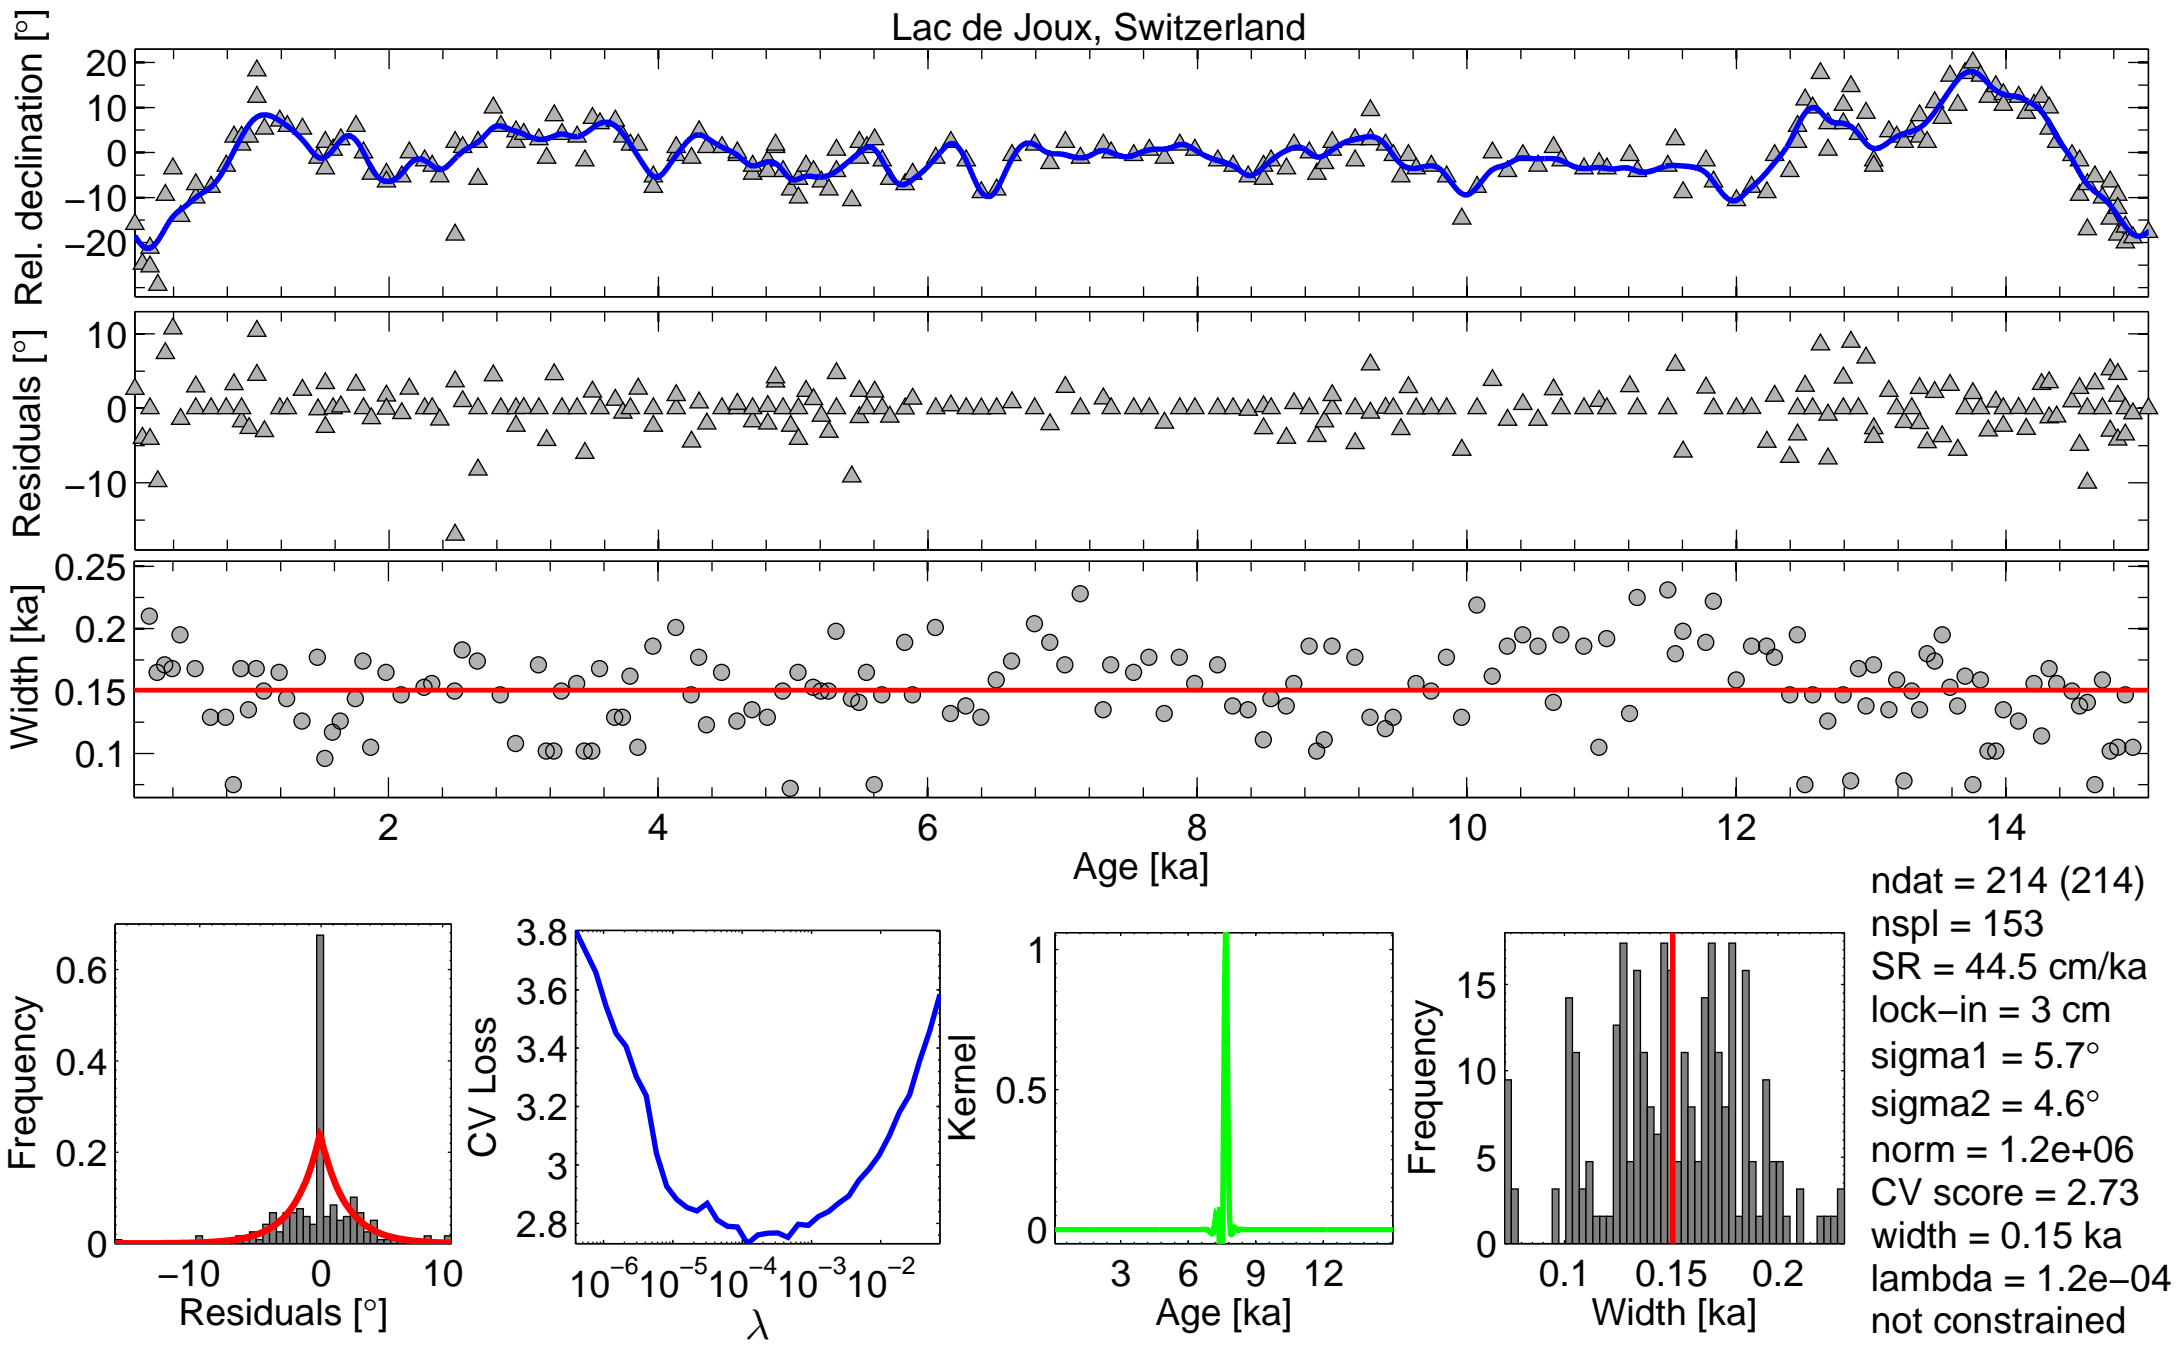 Lac de Joux, Switzerland
Rel. declination [°]
20
10
0
−10
−20
Residuals [°]
10
0
−10
Width [ka]
0.25
0.2
0.15
0.1
2 4 6 8 10 12 14
Age [ka]
Frequency
0.6
0.4
0.2
0
−10 0 10
Residuals [°]
CV Loss
3.8
3.6
3.4
3.2
3
2.8
10−6 10−5 10−4 10−3 10−2
λ
Kernel
1
0.5
0
3 6 9 12
Age [ka]
Frequency
15
10
5
0
0.1 0.15 0.2
Width [ka]
ndat = 214 (214)
nspl = 153
SR = 44.5 cm/ka
lock−in = 3 cm
sigma1 = 5.7°
sigma2 = 4.6°
norm = 1.2e+06
CV score = 2.73
width = 0.15 ka
lambda = 1.2e−04
not constrained